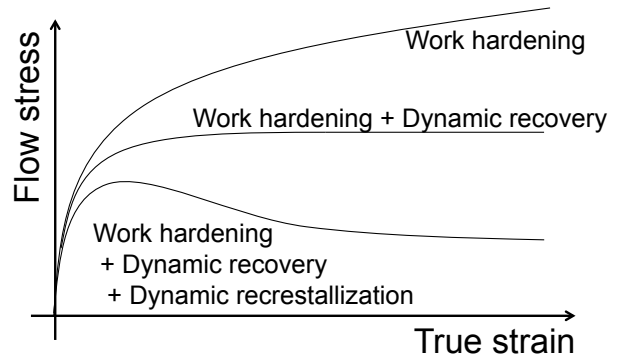 Flow stress
Work hardening
Work hardening + Dynamic recovery
Work hardening
+ Dynamic recovery
+ Dynamic recrestallization
True strain